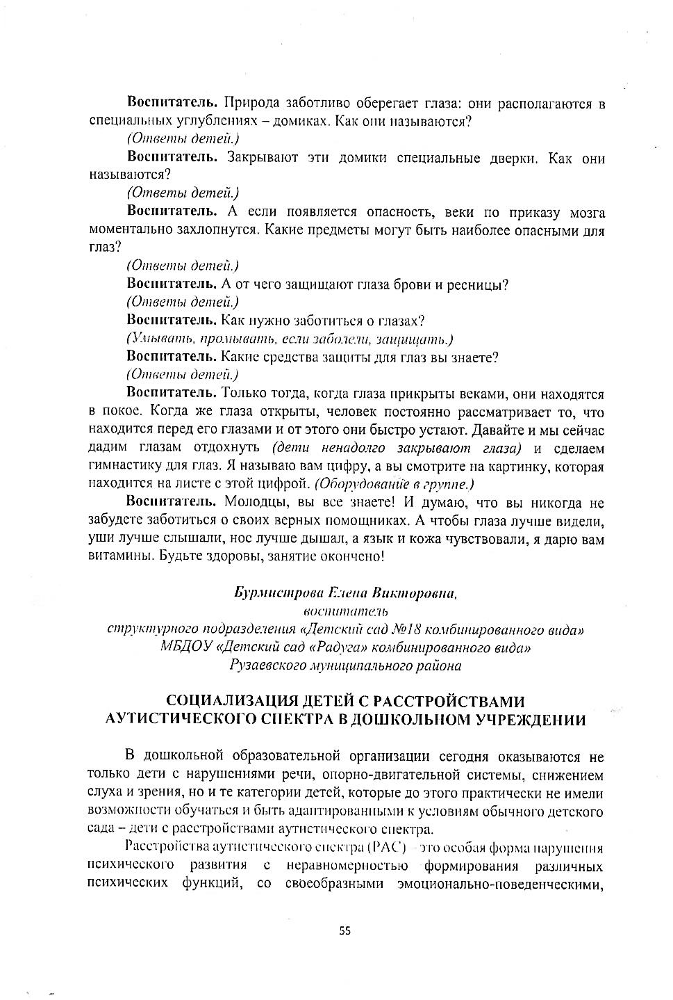 Воспитатель. Природа заботливо оберегает глаза: они располагаются в
специальных углублениях – домиках. Как они называются?
(Ответы детей.)
Воспитатель. Закрывают эти домики специальные дверки. Как они
называются?
(Ответы детей.)
Воспитатель. А если появляется опасность, веки по приказу мозга
моментально захлопнутся. Какие предметы могут быть наиболее опасными для
глаз?
(Ответы детей.)
Воспитатель. А от чего защищают глаза брови и ресницы?
(Ответы детей.)
Воспитатель. Как нужно заботиться о глазах?
(Умывать, промывать, если заболели, защищать.)
Воспитатель. Какие средства защиты для глаз вы знаете?
(Ответы детей.)
Воспитатель. Только тогда, когда глаза прикрыты веками, они находятся
в покое. Когда же глаза открыты, человек постоянно рассматривает то, что
находится перед его глазами и от этого они быстро устают. Давайте и мы сейчас
дадим глазам отдохнуть (дети ненадолго закрывают глаза) и сделаем
гимнастику для глаз. Я называю вам цифру, а вы смотрите на картинку, которая
находится на листе с этой цифрой. (Оборудование в группе.)
Воспитатель. Молодцы, вы все знаете! И думаю, что вы никогда не
забудете заботиться о своих верных помощниках. А чтобы глаза лучше видели,
уши лучше слышали, нос лучше дышал, а язык и кожа чувствовали, я дарю вам
витамины. Будьте здоровы, занятие окончено!
Бурмистрова Елена Викторовна,
воспитатель
структурного подразделения «Детский сад №18 комбинированного вида»
МБДОУ «Детский сад «Радуга» комбинированного вида»
Рузаевского муниципального района
СОЦИАЛИЗАЦИЯ ДЕТЕЙ С РАССТРОЙСТВАМИ
АУТИСТИЧЕСКОГО СПЕКТРА В ДОШКОЛЬНОМ УЧРЕЖДЕНИИ
В дошкольной образовательной организации сегодня оказываются не
только дети с нарушениями речи, опорно-двигательной системы, снижением
слуха и зрения, но и те категории детей, которые до этого практически не имели
возможности обучаться и быть адаптированными к условиям обычного детского
сада – дети с расстройствами аутистического спектра.
Расстройства аутистического спектра (РАС) – это особая форма нарушения
психического развития с неравномерностью формирования различных
психических функций, со своеобразными эмоционально-поведенческими,
55